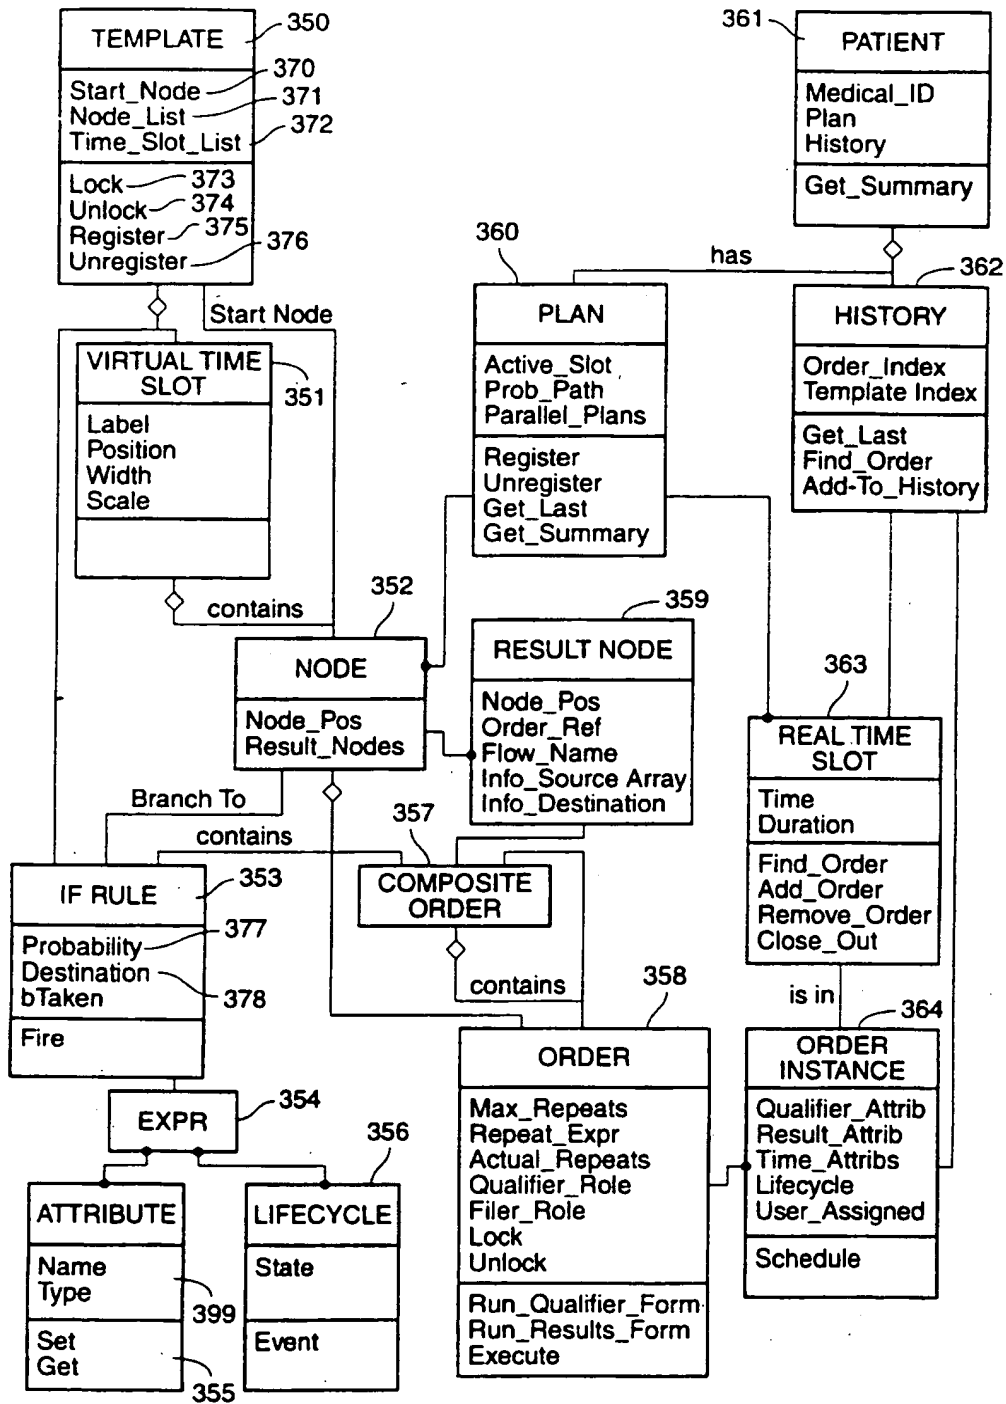 TEMPLATE
350
Start_Node
370
Node_List
371
Time_Slot_List
372
Lock
373
Unlock
374
Register
375
Unregister
376
Start Node
VIRTUAL TIME
SLOT
351
Label
Position
Width
Scale
contains
361
PATIENT
Medical_ID
Plan
History
Get_Summary
has
360
PLAN
Active_Slot
Prob_Path
Parallel_Plans
Register
Unregister
Get_Last
Get_Summary
362
HISTORY
Order_Index
Template Index
Get_Last
Find_Order
Add-To_History
352
NODE
Node_Pos
Result_Nodes
359
RESULT NODE
Node_Pos
Order_Ref
Flow_Name
Info_Source Array
Info_Destination
363
REAL TIME
SLOT
Time
Duration
Find_Order
Add_Order
Remove_Order
Close_Out
Branch To
contains
357
COMPOSITE
ORDER
contains
353
IF RULE
Probability
377
Destination
bTaken
378
Fire
354
EXPR
356
ATTRIBUTE
Name
Type
399
Set
Get
355
LIFECYCLE
State
Event
358
ORDER
Max_Repeats
Repeat_Expr
Actual_Repeats
Qualifier_Role
Filer_Role
Lock
Unlock
Run_Qualifier_Form
Run_Results_Form
Execute
is in
364
ORDER
INSTANCE
Qualifier_Attrib
Result_Attrib
Time_Attribs
Lifecycle
User_Assigned
Schedule